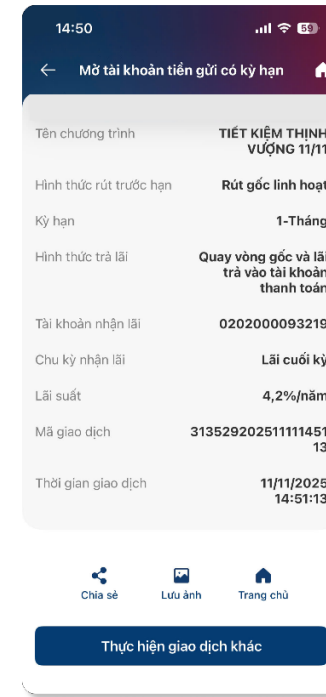 14:50
59
Mở tài khoản tiền gửi có kỳ hạn
Tên chương trình TIẾT KIỆM THỊNH
VƯỢNG 11/11
Hình thức rút trước hạn Rút gốc linh hoạt
Kỳ hạn 1-Tháng
Hình thức trả lãi Quay vòng gốc và lãi
trả vào tài khoản
thanh toán
Tài khoản nhận lãi 0202000093219
Chu kỳ nhận lãi Lãi cuối kỳ
Lãi suất 4,2%/năm
Mã giao dịch 3135292025111111451
13
Thời gian giao dịch 11/11/2025
14:51:13
Chia sẻ Lưu ảnh Trang chủ
Thực hiện giao dịch khác